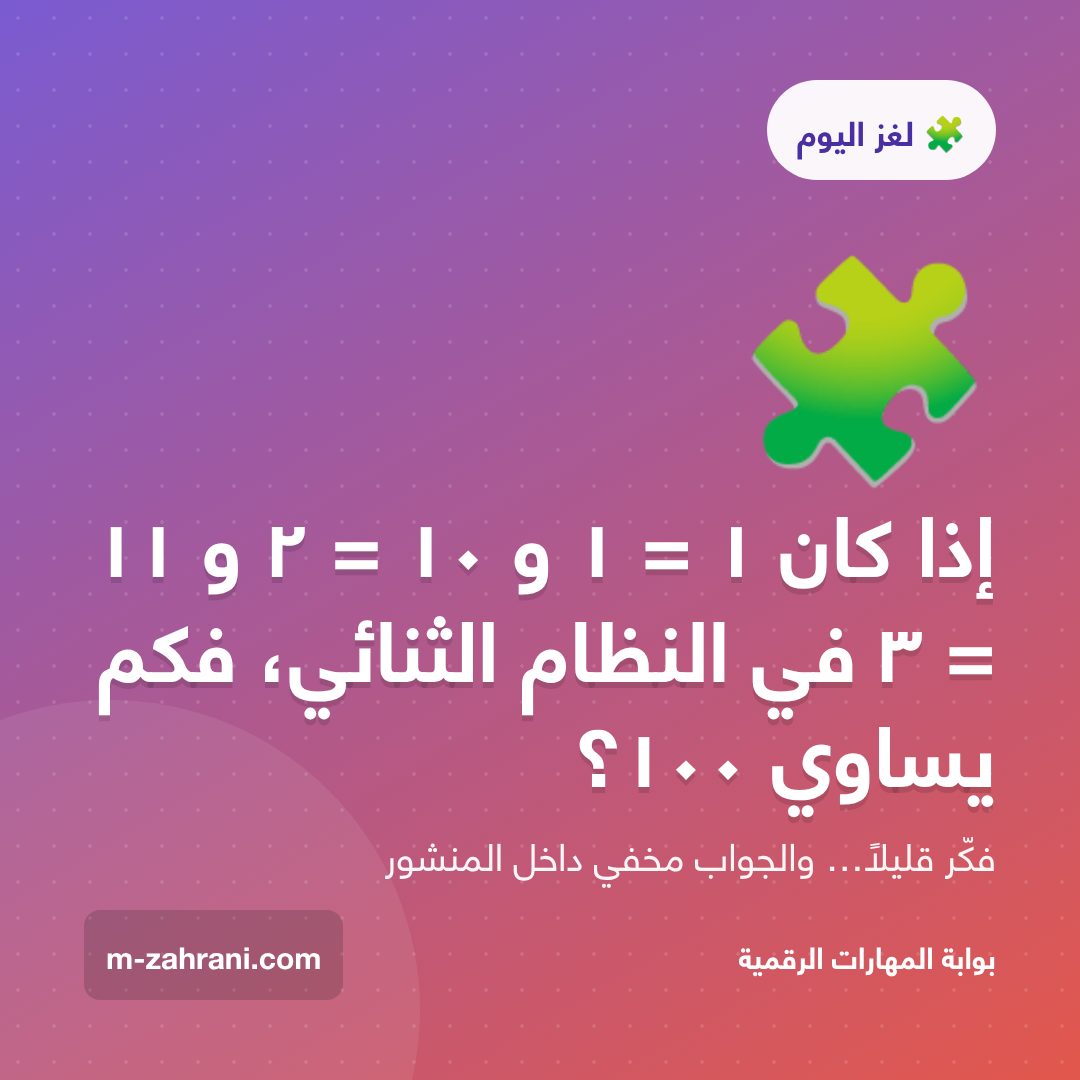 لغز اليوم
إذا كان ١ = ١ و ١٠ = ٢ و ١١
= ٣ في النظام الثنائي، فكم
يساوي ١٠٠؟
فكّر قليلاً... والجواب مخفي داخل المنشور
بوابة المهارات الرقمية
m-zahrani.com